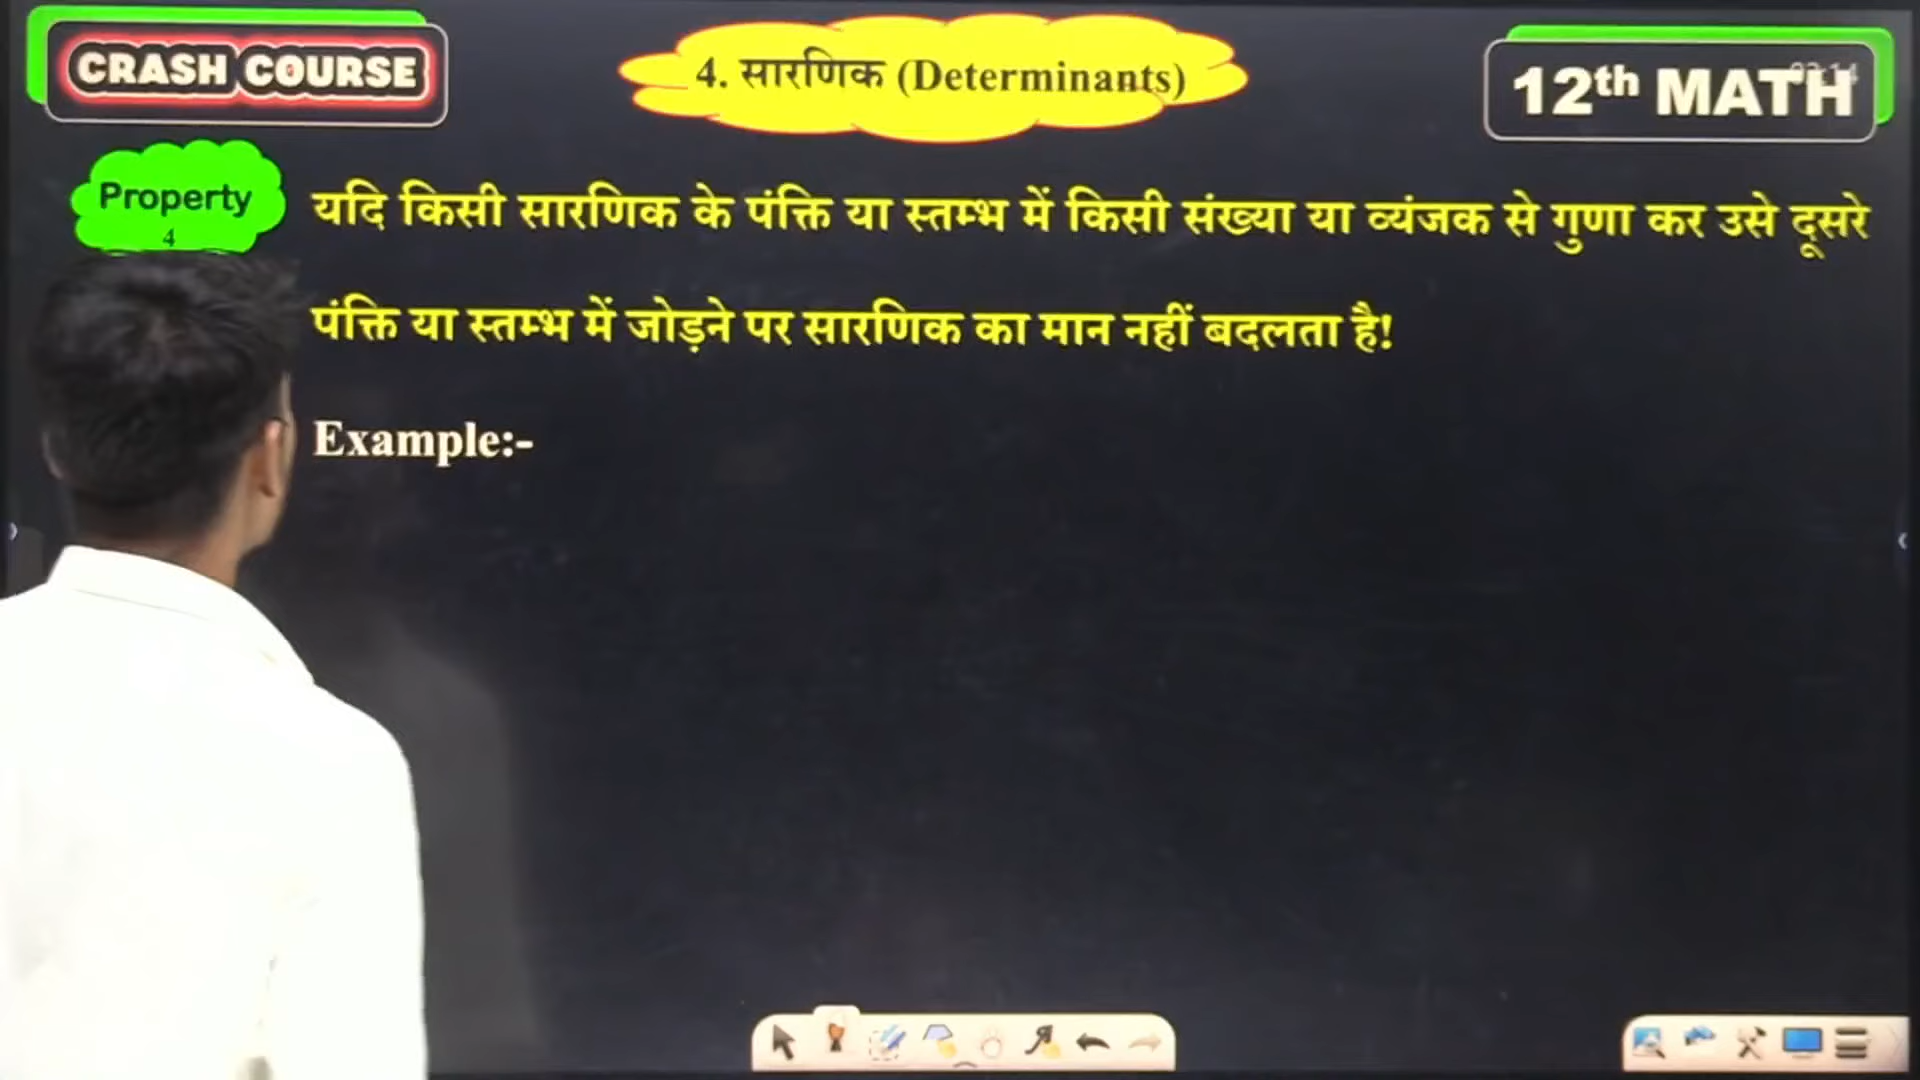 CRASH COURSE
4. सारणिक (Determinants)
12th MATH
Property
4
यदि किसी सारणिक के पंक्ति या स्तम्भ में किसी संख्या या व्यंजक से गुणा कर उसे दूसरे
पंक्ति या स्तम्भ में जोड़ने पर सारणिक का मान नहीं बदलता है!
Example:-